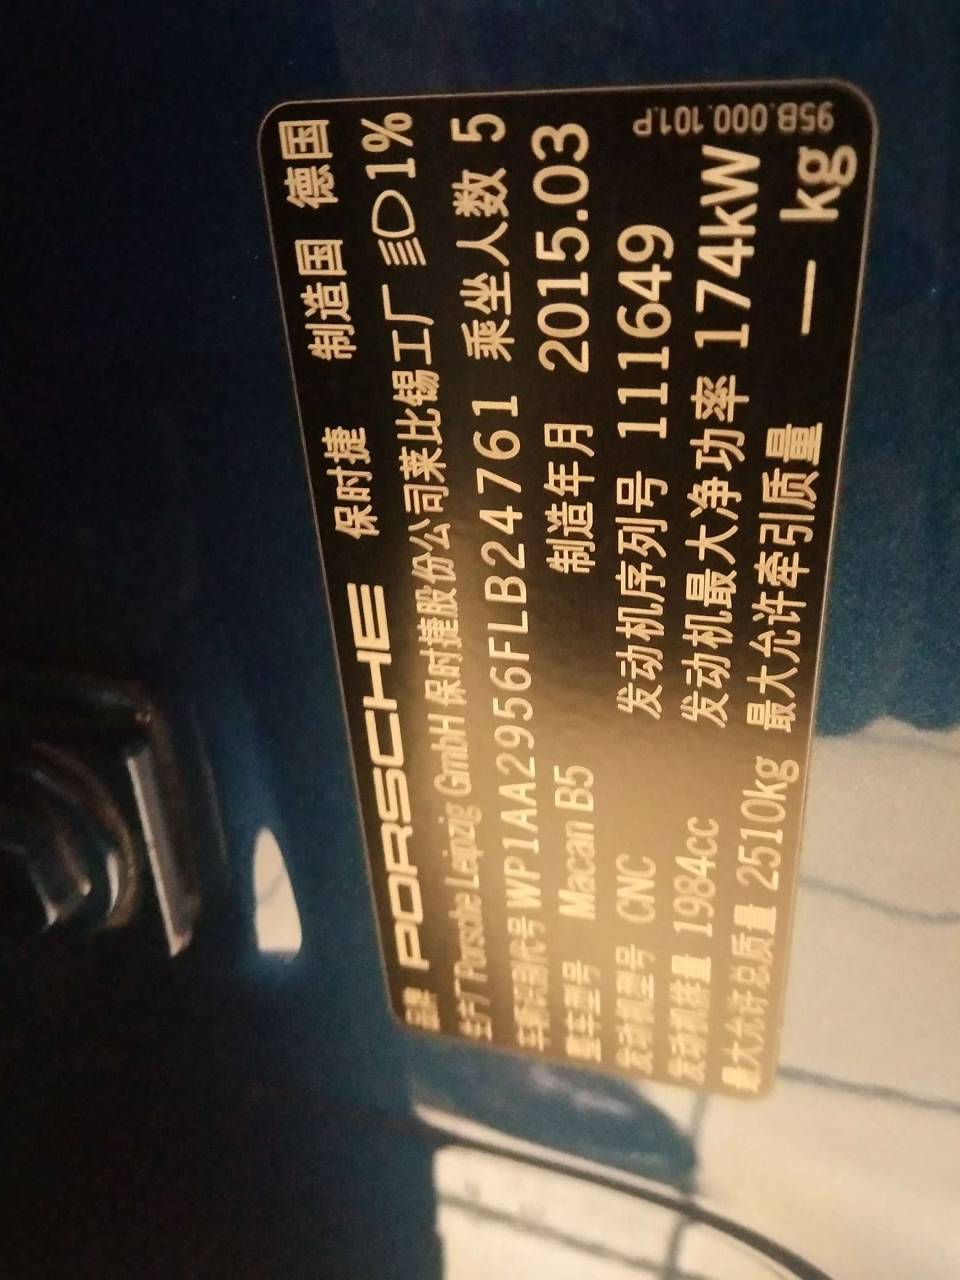 品牌 PORSCHE 保时捷 制造国 德国
生产厂 Porsche Leipzig GmbH 保时捷股份公司莱比锡工厂 1%
车辆识别代号 WP1AA2956FLB24761 乘坐人数 5
整车型号 Macan B5 制造年月 2015.03
发动机型号 CNC 发动机序列号 111649
发动机排量 1984cc 发动机最大净功率 174kW
最大允许总质量 2510kg 最大允许牵引质量 — kg
95B.000.101.P